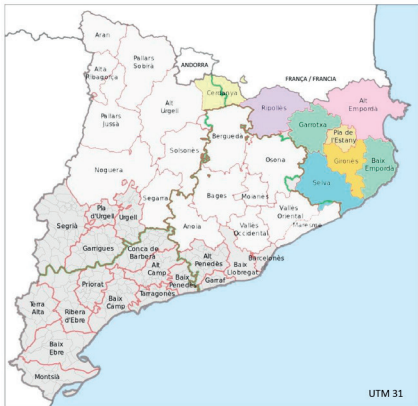 Aran
Pallars
Sobirà
ANDORRA
FRANÇA / FRANCIA
Alta
Ribagorça
Cerdanya
Ripollès
Alt
Empordà
Pallars
Jussà
Alt
Urgell
Berguedà
Garrotxa
Pla de
Estany
Solsonès
Osona
Gironès
Baix
Empordà
Noguera
Selva
Bages
Moianès
Segarra
Pla
d'Urgell
Urgell
Segrià
Anoia
Vallès
Oriental
Maresme
Vallès
Occidental
Garrigues
Conca de
Barberà
Alt
Penedès
Baix
Llobregat
Barcelonès
Alt
Camp
Baix
Penedès
Garraf
Priorat
Tarragonès
Terra
Alta
Ribera
d'Ebre
Baix
Camp
Baix
Ebre
Montsià
UTM 31